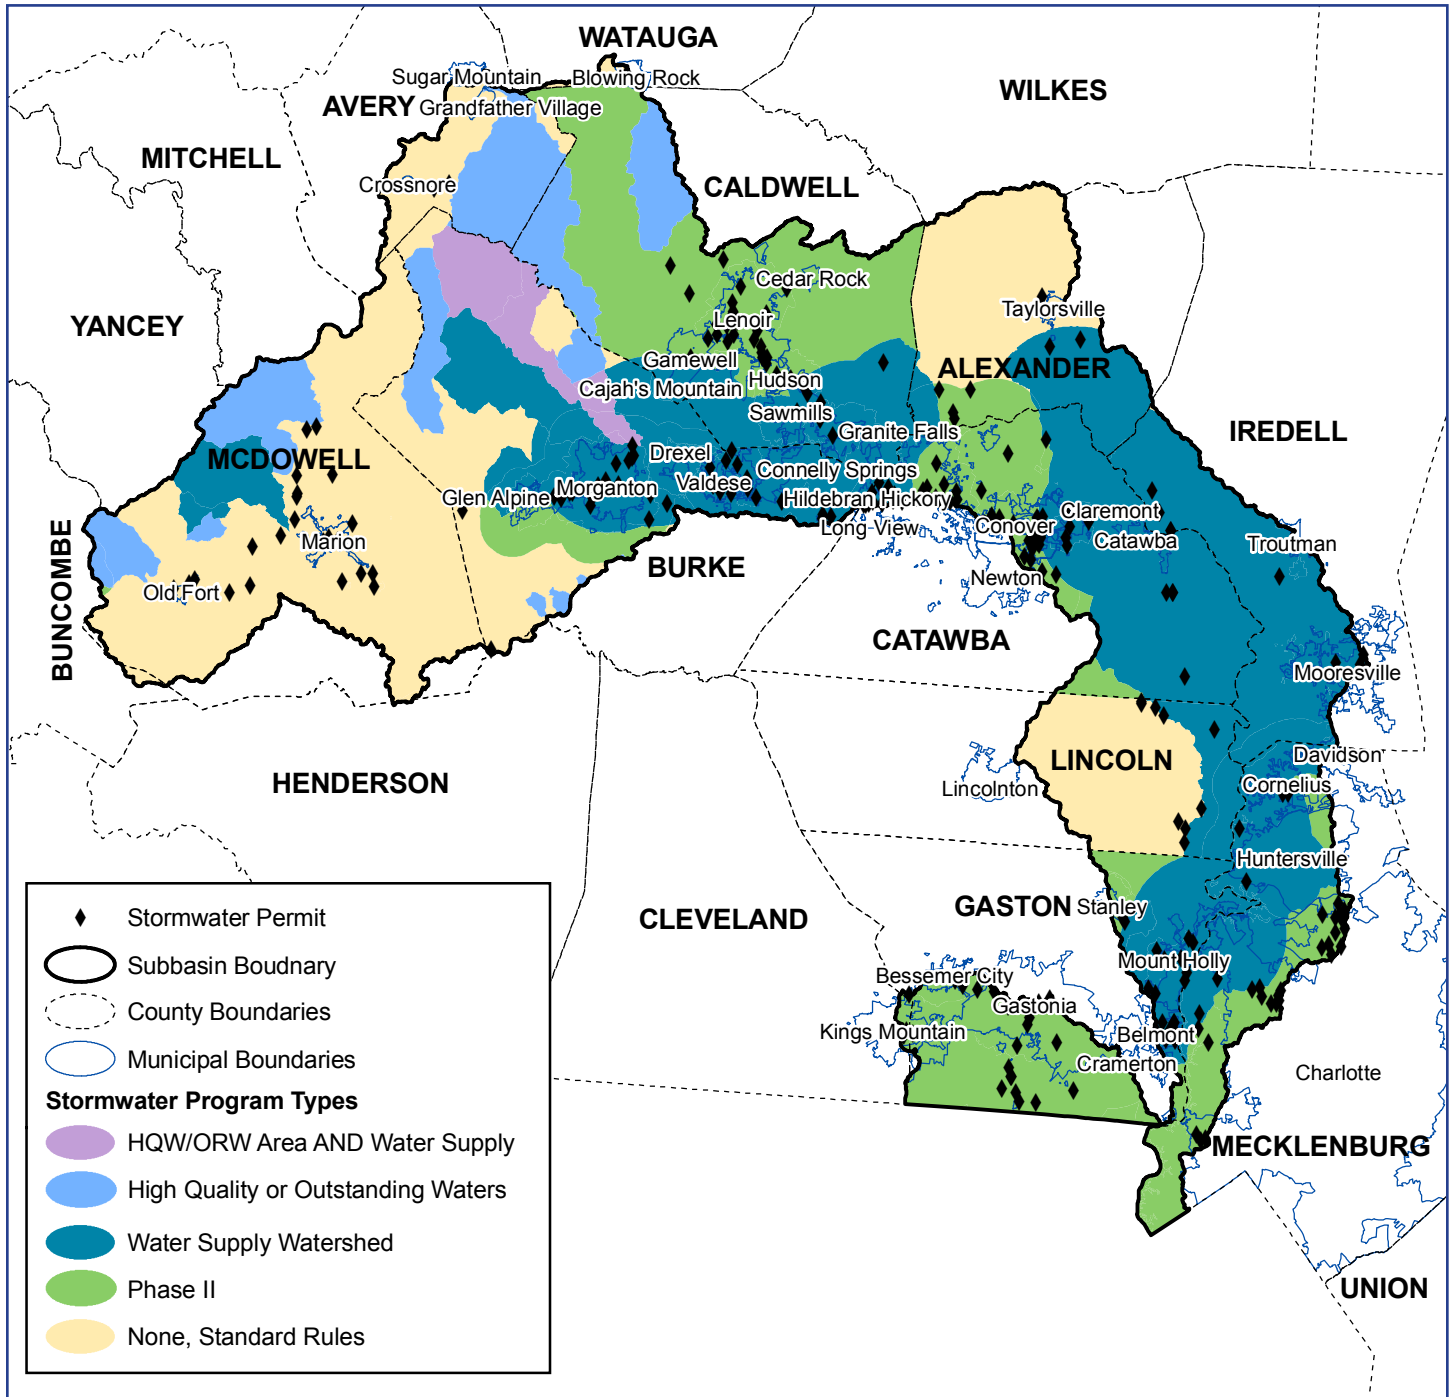 WATAUGA
Sugar Mountain
Blowing Rock
WILKES
AVERY
Grandfather Village
MITCHELL
Crossnore
CALDWELL
Cedar Rock
Taylorsville
YANCEY
Lenoir
Gamewell
ALEXANDER
Hudson
Cajah's Mountain
Sawmills
IREDELL
Granite Falls
MCDOWELL
Drexel
Connelly Springs
Valdese
Glen Alpine
Morganton
Hildebran
Hickory
Claremont
Long View
Conover
Catawba
Marion
Troutman
BURKE
BUNCOMBE
Old Fort
Newton
CATAWBA
Mooresville
LINCOLN
Davidson
HENDERSON
Lincolnton
Cornelius
Huntersville
GASTON
Stanley
CLEVELAND
Mount Holly
Bessemer City
Gastonia
Kings Mountain
Belmont
Cramerton
Charlotte
MECKLENBURG
UNION
Stormwater Permit
Subbasin Boudnary
County Boundaries
Municipal Boundaries
Stormwater Program Types
HQW/ORW Area AND Water Supply
High Quality or Outstanding Waters
Water Supply Watershed
Phase II
None, Standard Rules